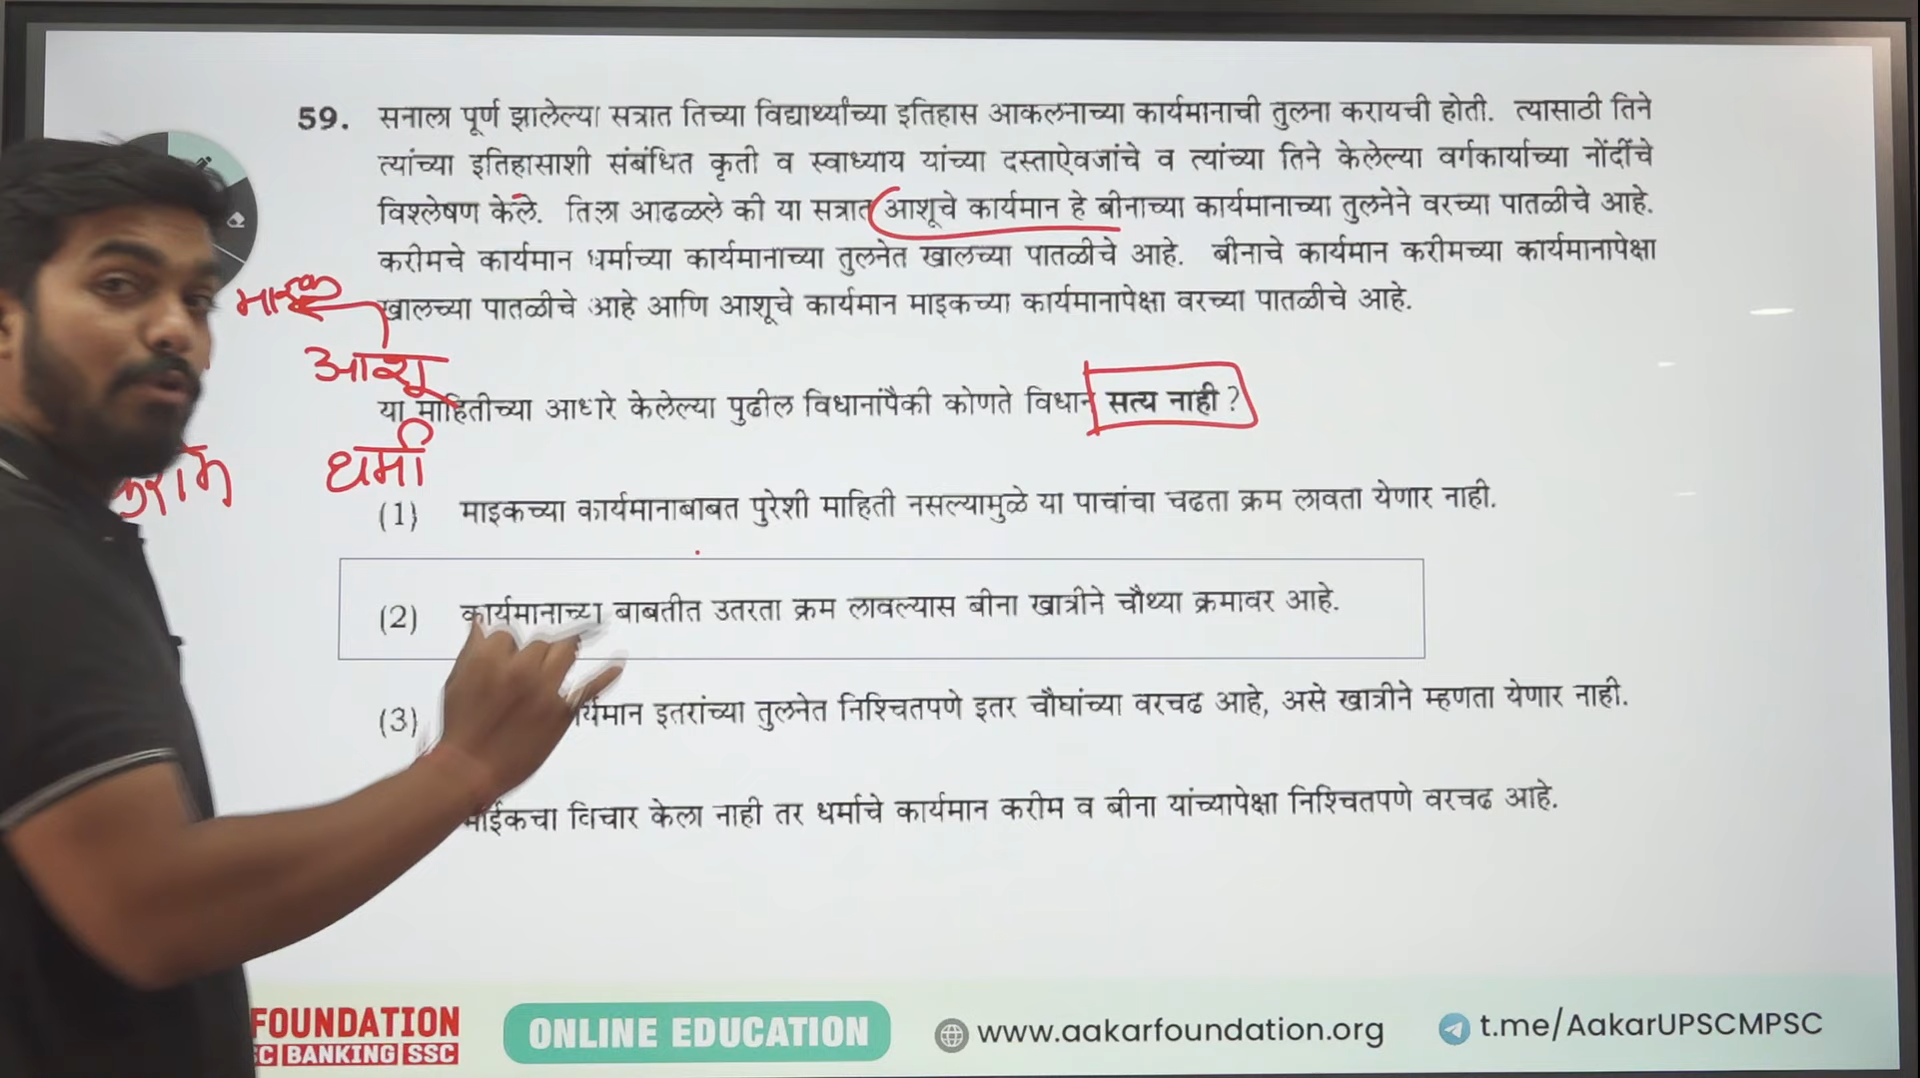 59. सनाला पूर्ण झालेल्या सत्रात तिच्या विद्यार्थ्यांच्या इतिहास आकलनाच्या कार्यमानाची तुलना करायची होती. त्यासाठी तिने
त्यांच्या इतिहासाशी संबंधित कृती व स्वाध्याय यांच्या दस्ताऐवजांचे व त्यांच्या तिने केलेल्या वर्गकार्याच्या नोंदींचे
विश्लेषण केले. तिला आढळले की या सत्रात आशूचे कार्यमान हे बीनाच्या कार्यमानाच्या तुलनेने वरच्या पातळीचे आहे.
करीमचे कार्यमान धर्माच्या कार्यमानाच्या तुलनेत खालच्या पातळीचे आहे. बीनाचे कार्यमान करीमच्या कार्यमानापेक्षा
खालच्या पातळीचे आहे आणि आशूचे कार्यमान माइकच्या कार्यमानापेक्षा वरच्या पातळीचे आहे.
आशू
या माहितीच्या आधारे केलेल्या पुढील विधानांपैकी कोणते विधान सत्य नाही ?
धर्मा
(1) माइकच्या कार्यमानाबाबत पुरेशी माहिती नसल्यामुळे या पाचांचा चढता क्रम लावता येणार नाही.
(2) कार्यमानाच्या बाबतीत उतरता क्रम लावल्यास बीना खात्रीने चौथ्या क्रमावर आहे.
(3) इतरांच्या तुलनेत निश्चितपणे इतर चौघांच्या वरचढ आहे, असे खात्रीने म्हणता येणार नाही.
माईकचा विचार केला नाही तर धर्माचे कार्यमान करीम व बीना यांच्यापेक्षा निश्चितपणे वरचढ आहे.
FOUNDATION
BANKING SSC
ONLINE EDUCATION
www.aakarfoundation.org
t.me/AakarUPSCMPSC